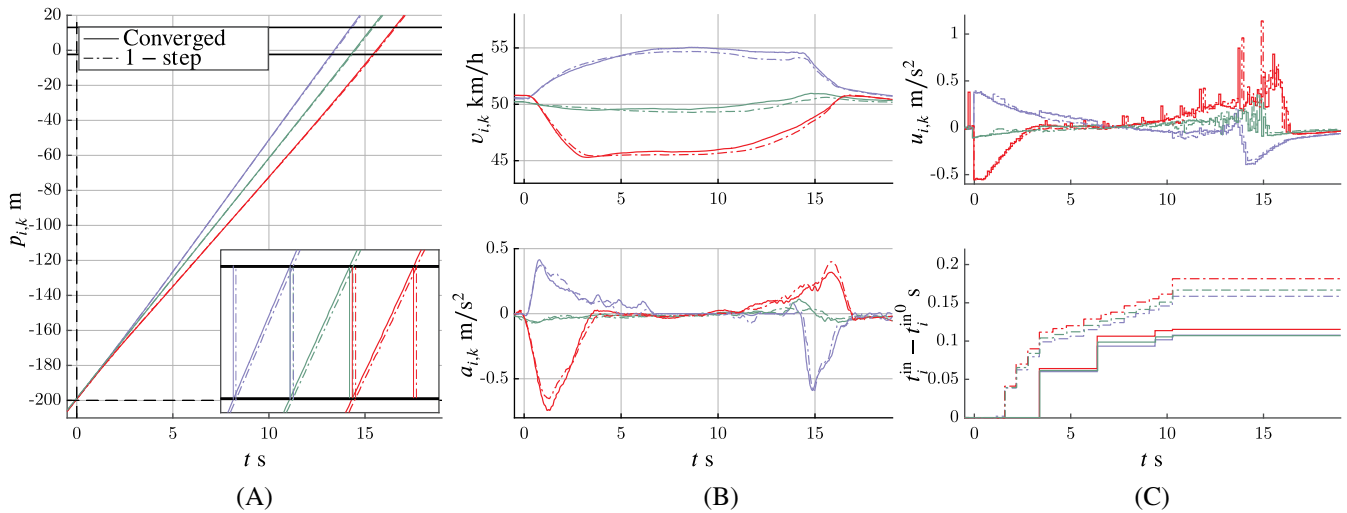 20
0
-20
-40
-60
-80
-100
-120
-140
-160
-180
-200
p_{i,k} m
Converged
1 − step
0 5 10 15
t s
(A)
55
50
45
v_{i,k} km/h
0 5 10 15
0.5
0
-0.5
a_{i,k} m/s²
0 5 10 15
t s
(B)
1
0.5
0
-0.5
u_{i,k} m/s²
0 5 10 15
0.2
0.15
0.1
0.05
0
t_i^{in} − t_i^{in^0} s
0 5 10 15
t s
(C)